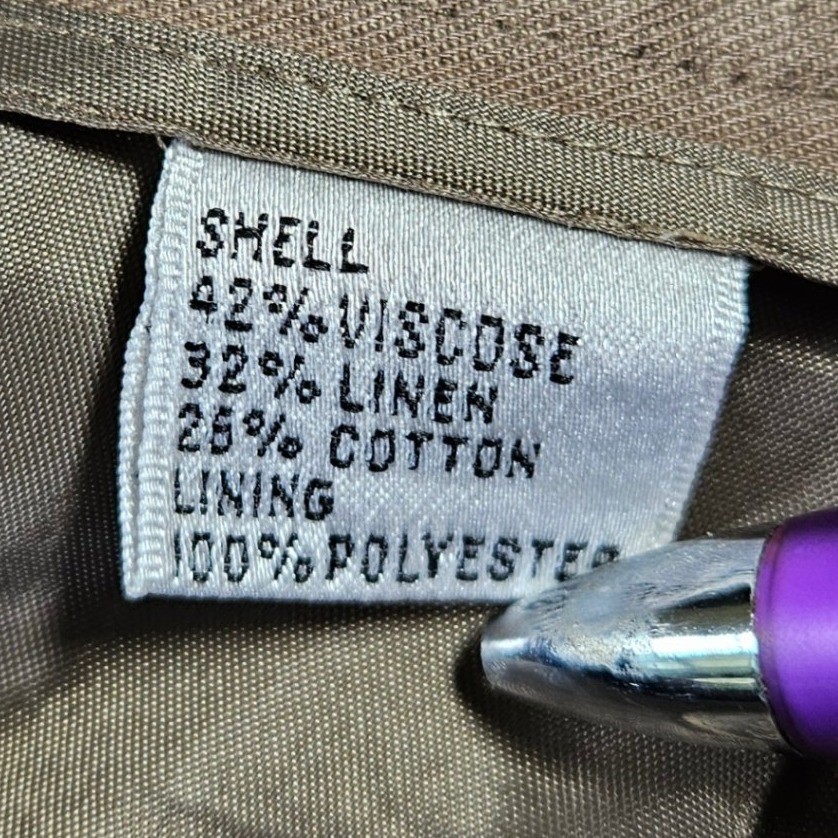 SHELL
42% VISCOSE
32% LINEN
26% COTTON
LINING
100% POLYESTER